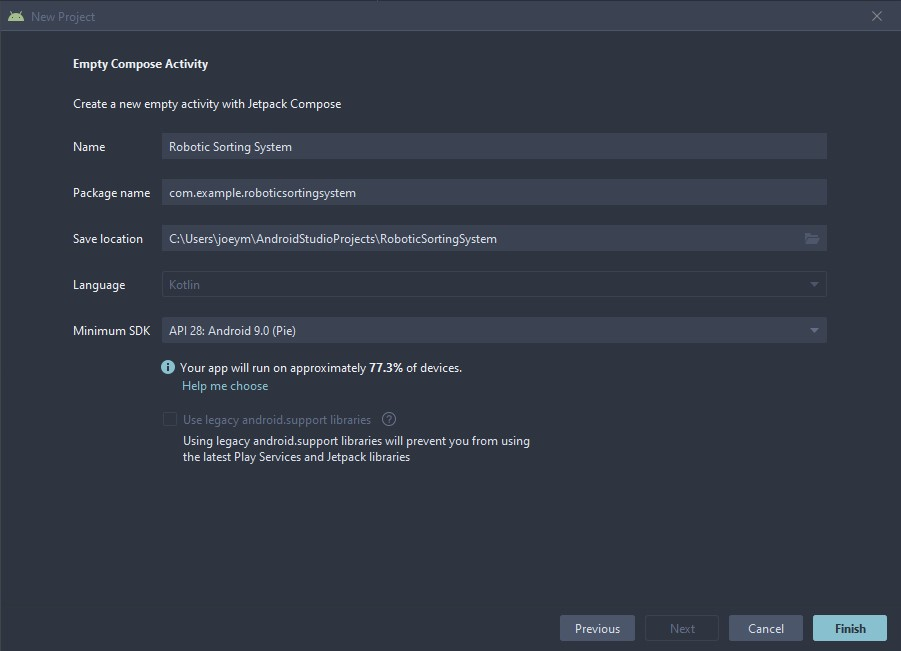 New Project
Empty Compose Activity
Create a new empty activity with Jetpack Compose
Name Robotic Sorting System
Package name com.example.roboticsortingsystem
Save location C:\Users\joeym\AndroidStudioProjects\RoboticSortingSystem
Language Kotlin
Minimum SDK API 28: Android 9.0 (Pie)
i Your app will run on approximately 77.3% of devices.
Help me choose
Use legacy android.support libraries ?
Using legacy android.support libraries will prevent you from using
the latest Play Services and Jetpack libraries
Previous Next Cancel Finish